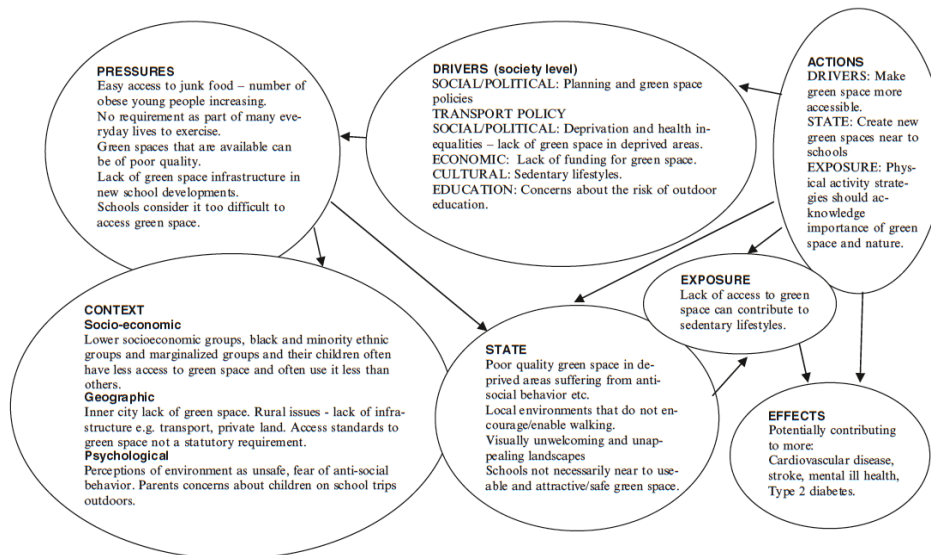 PRESSURES
Easy access to junk food – number of
obese young people increasing.
No requirement as part of many eve-
ryday lives to exercise.
Green spaces that are available can
be of poor quality.
Lack of green space infrastructure in
new school developments.
Schools consider it too difficult to
access green space.
DRIVERS (society level)
SOCIAL/POLITICAL: Planning and green space
policies
TRANSPORT POLICY
SOCIAL/POLITICAL: Deprivation and health in-
equalities – lack of green space in deprived areas.
ECONOMIC: Lack of funding for green space.
CULTURAL: Sedentary lifestyles.
EDUCATION: Concerns about the risk of outdoor
education.
ACTIONS
DRIVERS: Make
green space more
accessible.
STATE: Create new
green spaces near to
schools
EXPOSURE: Phys-
ical activity strate-
gies should ac-
knowledge
importance of green
space and nature.
CONTEXT
Socio-economic
Lower socioeconomic groups, black and minority ethnic
groups and marginalized groups and their children often
have less access to green space and often use it less than
others.
Geographic
Inner city lack of green space. Rural issues - lack of infra-
structure e.g. transport, private land. Access standards to
green space not a statutory requirement.
Psychological
Perceptions of environment as unsafe, fear of anti-social
behavior. Parents concerns about children on school trips
outdoors.
STATE
Poor quality green space in de-
prived areas suffering from anti-
social behavior etc.
Local environments that do not en-
courage/enable walking.
Visually unwelcoming and unap-
pealing landscapes
Schools not necessarily near to use-
able and attractive/safe green space.
EXPOSURE
Lack of access to green
space can contribute to
sedentary lifestyles.
EFFECTS
Potentially contributing
to more:
Cardiovascular disease,
stroke, mental ill health,
Type 2 diabetes.